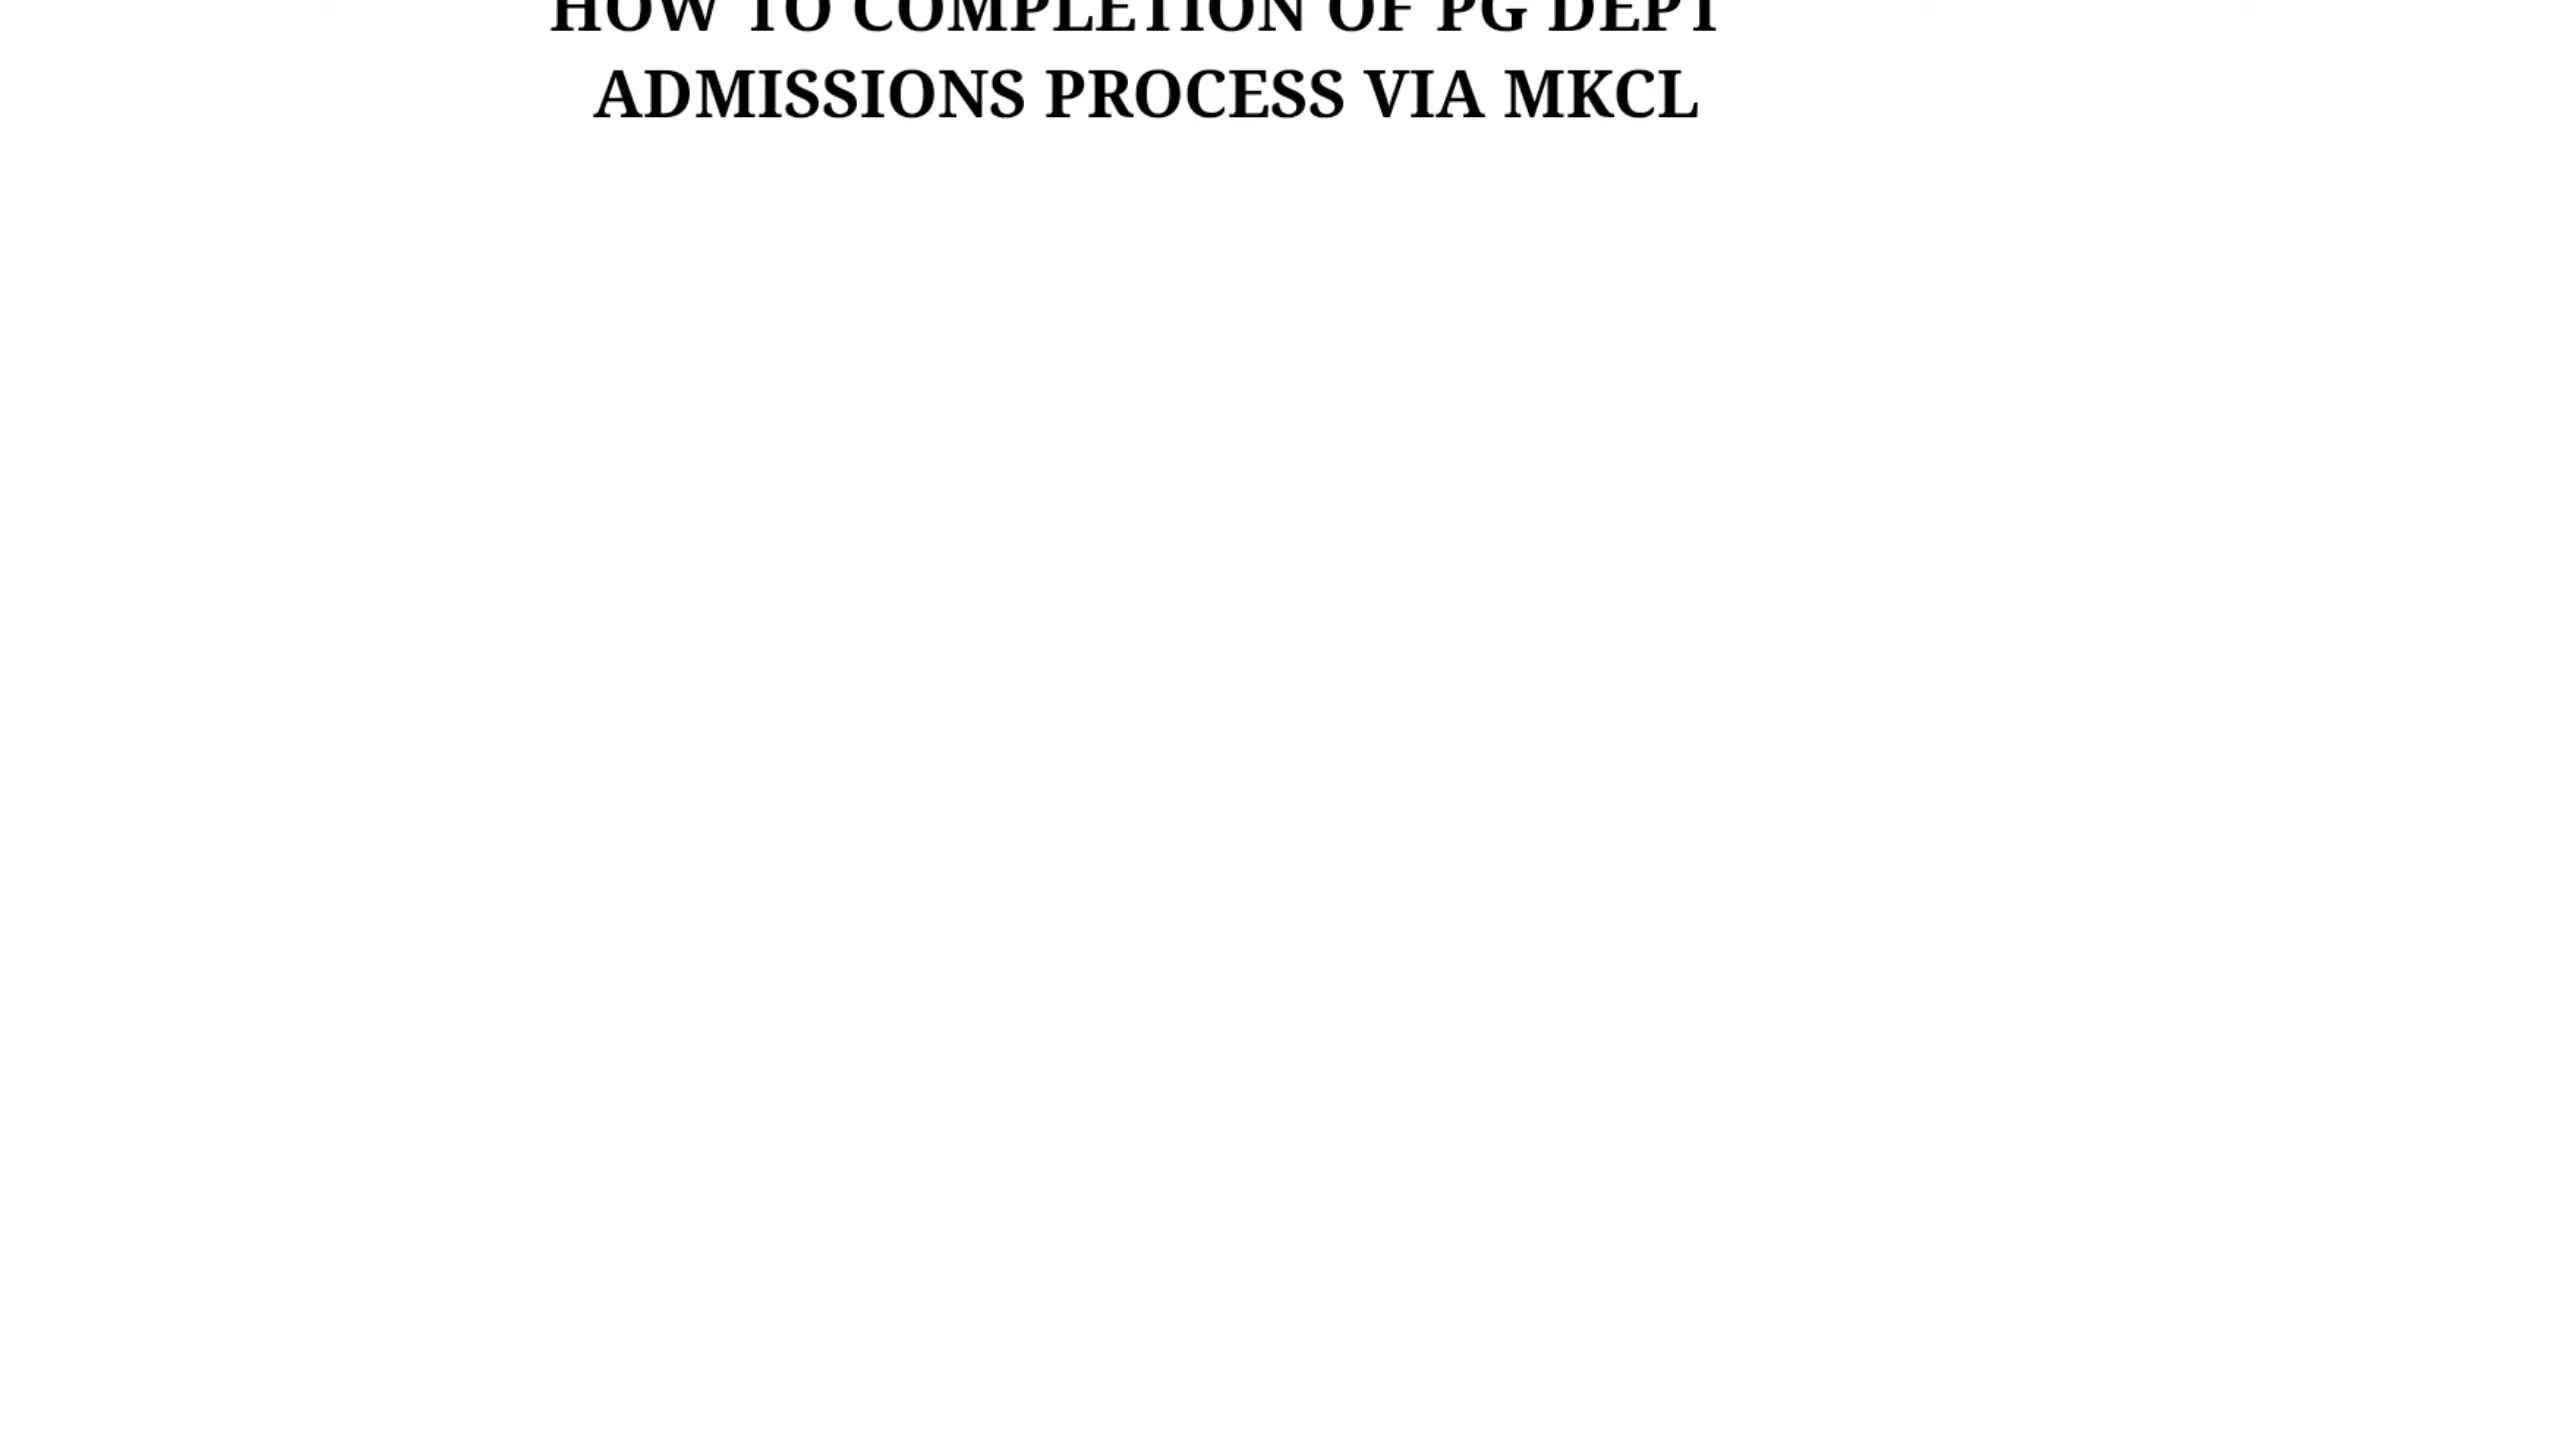 HOW TO COMPLETION OF PG DEPT
ADMISSIONS PROCESS VIA MKCL